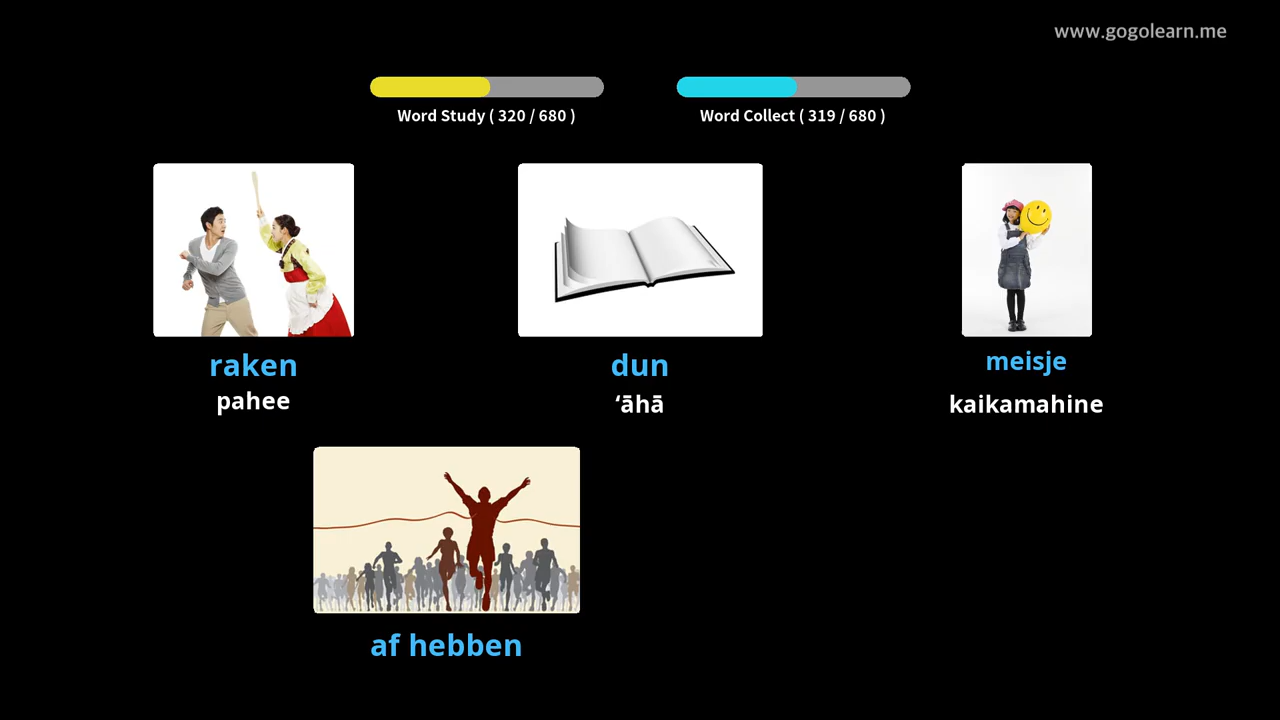 www.gogolearn.me
Word Study ( 320 / 680 )
Word Collect ( 319 / 680 )
raken
pahee
dun
ʻāhā
meisje
kaikamahine
af hebben